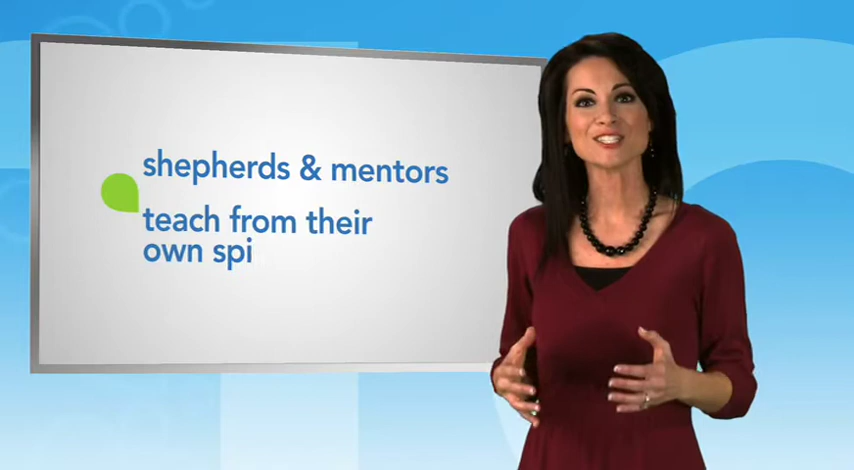 shepherds & mentors
teach from their
own spi